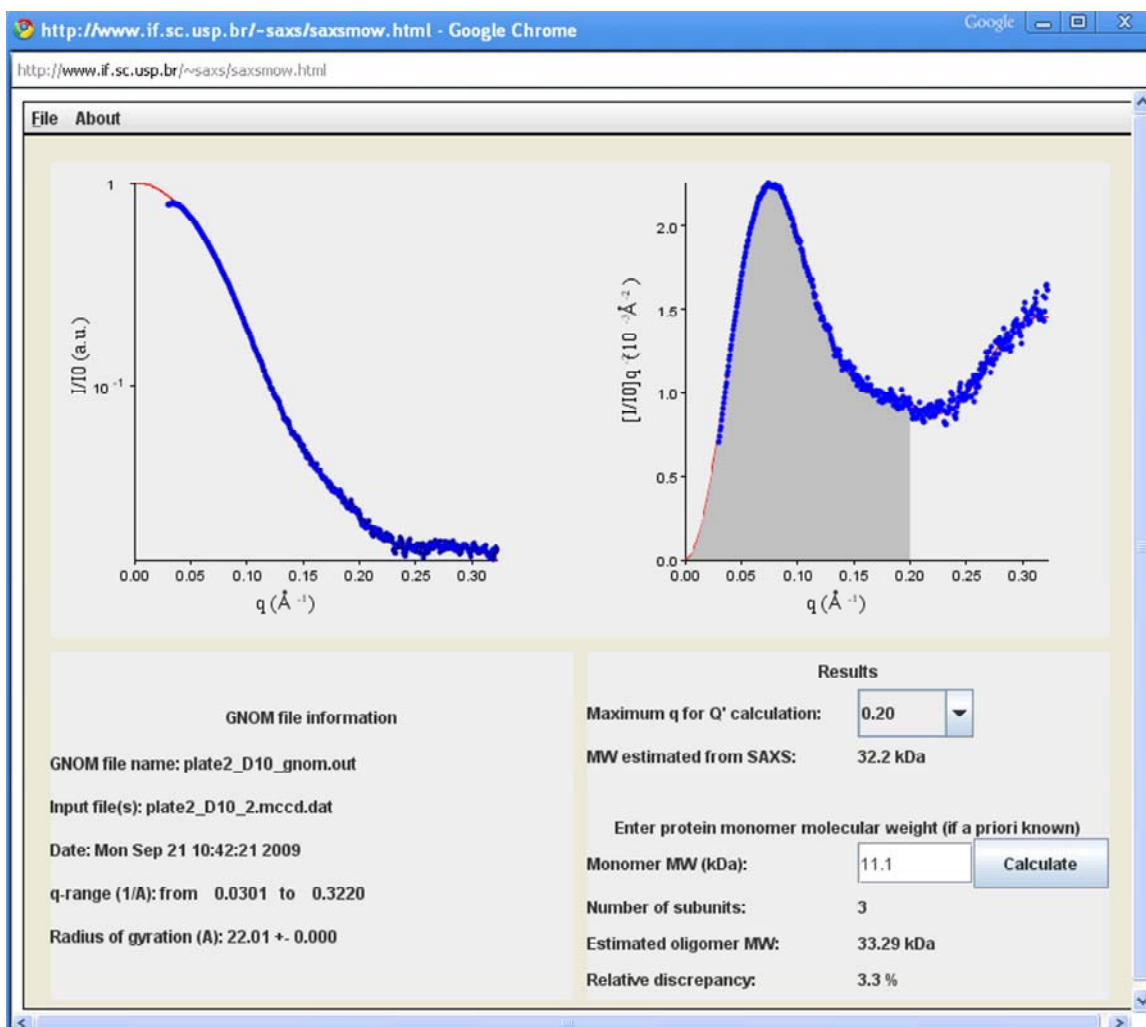 http://www.if.sc.usp.br/~saxs/saxsmow.html - Google Chrome
Google
http://www.if.sc.usp.br/~saxs/saxsmow.html
File About
1
10 -1
I/I0 (a.u.)
0.00 0.05 0.10 0.15 0.20 0.25 0.30
q (Å -1)
2.0
1.5
1.0
0.5
0.0
[I/I0]q
0.00 0.05 0.10 0.15 0.20 0.25 0.30
q (Å -1)
GNOM file information
GNOM file name: plate2_D10_gnom.out
Input file(s): plate2_D10_2.mccd.dat
Date: Mon Sep 21 10:42:21 2009
q-range (1/A): from 0.0301 to 0.3220
Radius of gyration (A): 22.01 +- 0.000
Results
Maximum q for Q' calculation: 0.20
MW estimated from SAXS: 32.2 kDa
Enter protein monomer molecular weight (if a priori known)
Monomer MW (kDa): 11.1 Calculate
Number of subunits: 3
Estimated oligomer MW: 33.29 kDa
Relative discrepancy: 3.3 %